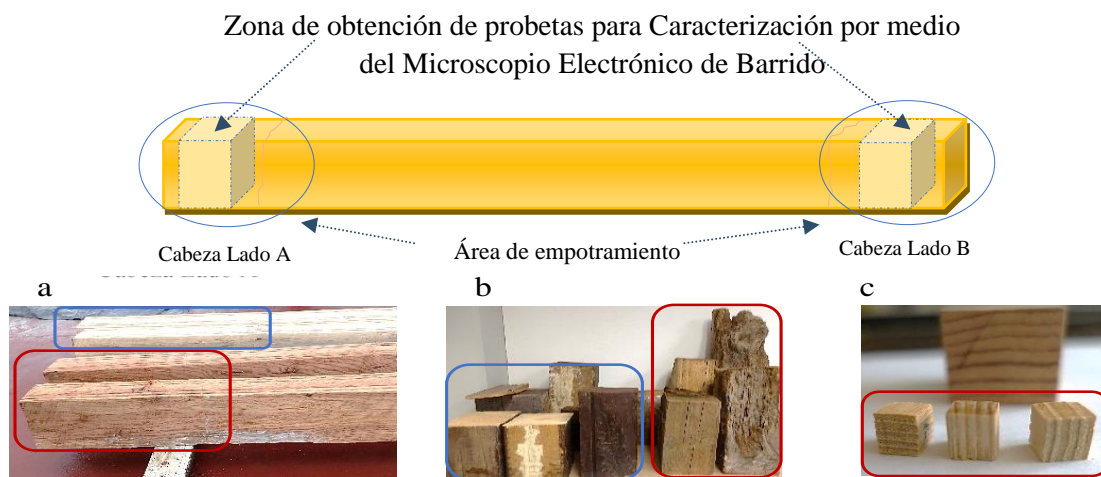 Zona de obtención de probetas para Caracterización por medio
del Microscopio Electrónico de Barrido
Cabeza Lado A
Área de empotramiento
Cabeza Lado B
a
b
c